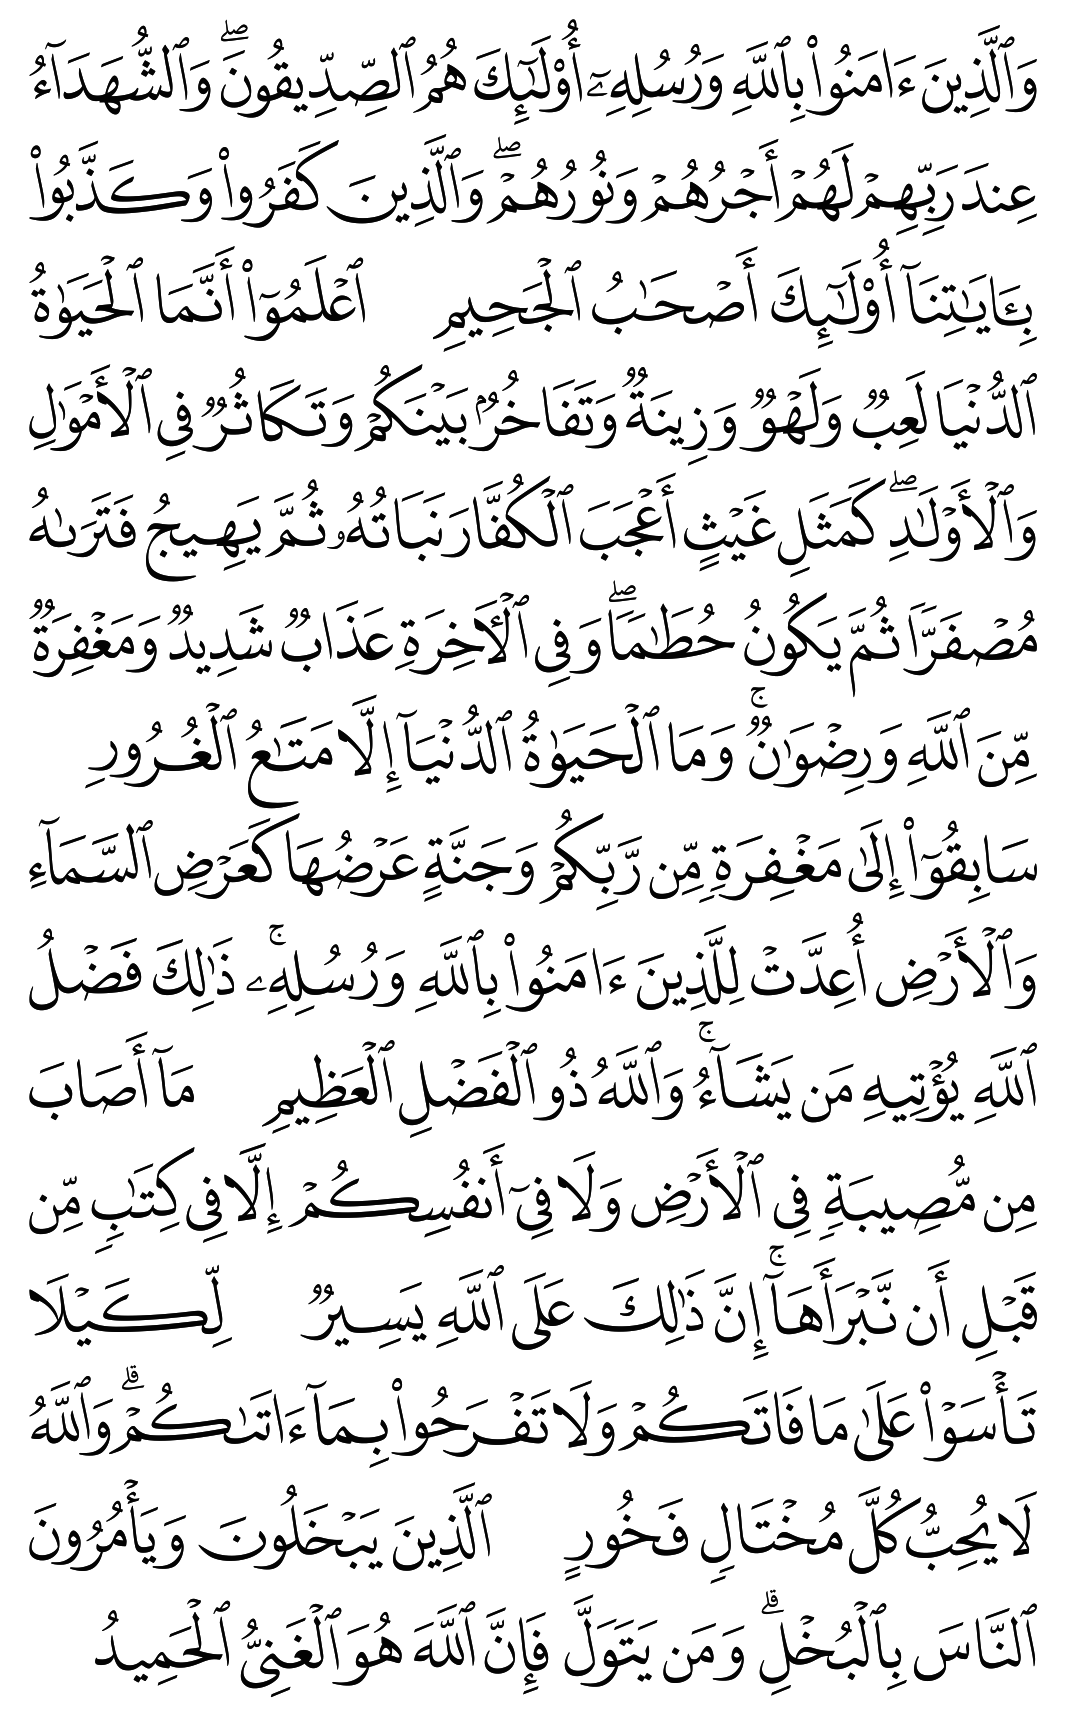 وَٱلَّذِينَ ءَامَنُوا۟ بِٱللَّهِ وَرُسُلِهِۦٓ أُو۟لَـٰٓئِكَ هُمُ ٱلصِّدِّيقُونَ ۖ وَٱلشُّهَدَآءُ
عِندَ رَبِّهِمْ لَهُمْ أَجْرُهُمْ وَنُورُهُمْ ۖ وَٱلَّذِينَ كَفَرُوا۟ وَكَذَّبُوا۟
بِـَٔايَـٰتِنَآ أُو۟لَـٰٓئِكَ أَصْحَـٰبُ ٱلْجَحِيمِ ٱعْلَمُوٓا۟ أَنَّمَا ٱلْحَيَوٰةُ
ٱلدُّنْيَا لَعِبٌ وَلَهْوٌ وَزِينَةٌ وَتَفَاخُرٌۢ بَيْنَكُمْ وَتَكَاثُرٌ فِى ٱلْأَمْوَٰلِ
وَٱلْأَوْلَـٰدِ ۖ كَمَثَلِ غَيْثٍ أَعْجَبَ ٱلْكُفَّارَ نَبَاتُهُۥ ثُمَّ يَهِيجُ فَتَرَىٰهُ
مُصْفَرًّا ثُمَّ يَكُونُ حُطَـٰمًا ۖ وَفِى ٱلْـَٔاخِرَةِ عَذَابٌ شَدِيدٌ وَمَغْفِرَةٌ
مِّنَ ٱللَّهِ وَرِضْوَٰنٌ ۚ وَمَا ٱلْحَيَوٰةُ ٱلدُّنْيَآ إِلَّا مَتَـٰعُ ٱلْغُرُورِ
سَابِقُوٓا۟ إِلَىٰ مَغْفِرَةٍ مِّن رَّبِّكُمْ وَجَنَّةٍ عَرْضُهَا كَعَرْضِ ٱلسَّمَآءِ
وَٱلْأَرْضِ أُعِدَّتْ لِلَّذِينَ ءَامَنُوا۟ بِٱللَّهِ وَرُسُلِهِۦ ۚ ذَٰلِكَ فَضْلُ
ٱللَّهِ يُؤْتِيهِ مَن يَشَآءُ ۚ وَٱللَّهُ ذُو ٱلْفَضْلِ ٱلْعَظِيمِ مَآ أَصَابَ
مِن مُّصِيبَةٍ فِى ٱلْأَرْضِ وَلَا فِىٓ أَنفُسِكُمْ إِلَّا فِى كِتَـٰبٍ مِّن
قَبْلِ أَن نَّبْرَأَهَآ ۚ إِنَّ ذَٰلِكَ عَلَى ٱللَّهِ يَسِيرٌ لِّكَيْلَا
تَأْسَوْا۟ عَلَىٰ مَا فَاتَكُمْ وَلَا تَفْرَحُوا۟ بِمَآ ءَاتَىٰكُمْ ۗ وَٱللَّهُ
لَا يُحِبُّ كُلَّ مُخْتَالٍ فَخُورٍ ٱلَّذِينَ يَبْخَلُونَ وَيَأْمُرُونَ
ٱلنَّاسَ بِٱلْبُخْلِ ۗ وَمَن يَتَوَلَّ فَإِنَّ ٱللَّهَ هُوَ ٱلْغَنِىُّ ٱلْحَمِيدُ